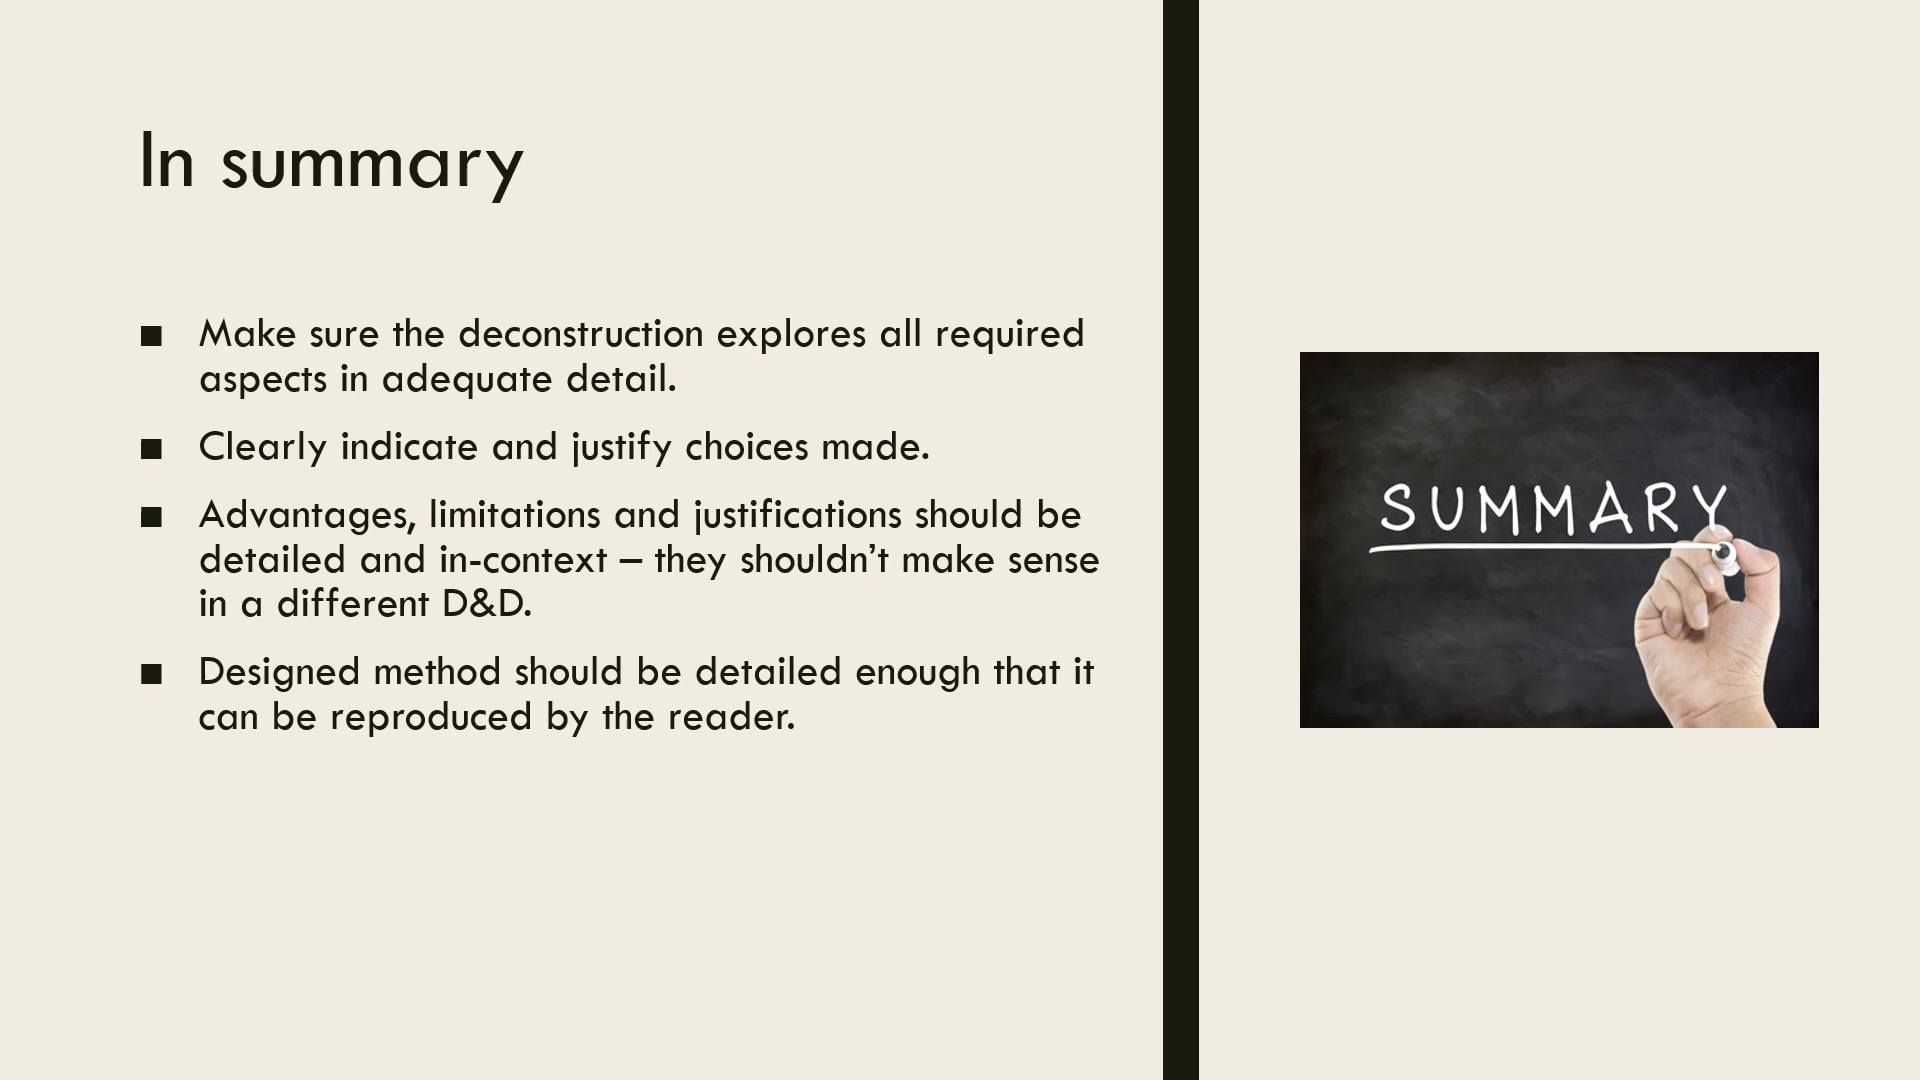 In summary
■ Make sure the deconstruction explores all required
aspects in adequate detail.
■ Clearly indicate and justify choices made.
■ Advantages, limitations and justifications should be
detailed and in-context – they shouldn’t make sense
in a different D&D.
■ Designed method should be detailed enough that it
can be reproduced by the reader.
SUMMARY